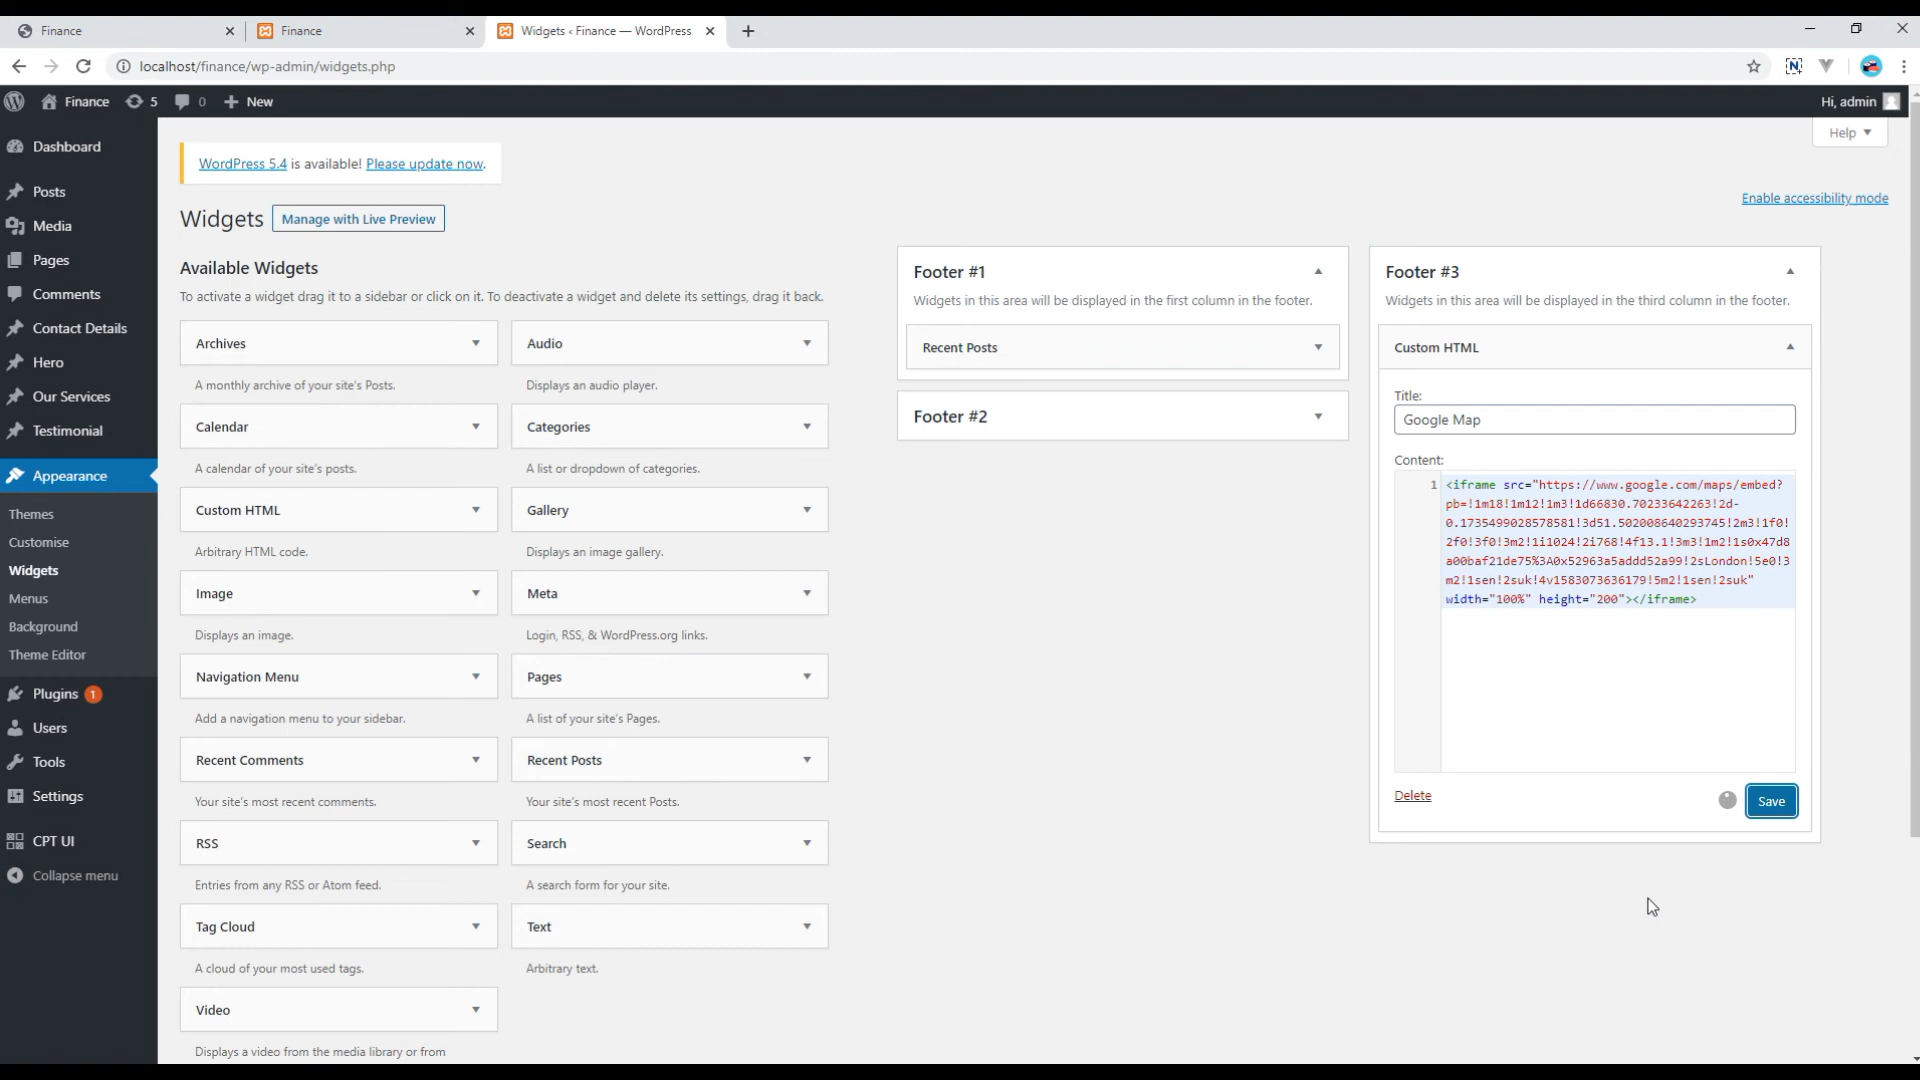 Finance
Finance
Widgets ‹ Finance — WordPress
localhost/finance/wp-admin/widgets.php
Finance
5
0
New
Hi, admin
Help
Dashboard
Posts
Media
Pages
Comments
Contact Details
Hero
Our Services
Testimonial
Appearance
Themes
Customise
Widgets
Menus
Background
Theme Editor
Plugins 1
Users
Tools
Settings
CPT UI
Collapse menu
WordPress 5.4 is available! Please update now.
Enable accessibility mode
Widgets
Manage with Live Preview
Available Widgets
To activate a widget drag it to a sidebar or click on it. To deactivate a widget and delete its settings, drag it back.
Archives
A monthly archive of your site's Posts.
Audio
Displays an audio player.
Calendar
A calendar of your site's posts.
Categories
A list or dropdown of categories.
Custom HTML
Arbitrary HTML code.
Gallery
Displays an image gallery.
Image
Displays an image.
Meta
Login, RSS, & WordPress.org links.
Navigation Menu
Add a navigation menu to your sidebar.
Pages
A list of your site's Pages.
Recent Comments
Your site's most recent comments.
Recent Posts
Your site's most recent Posts.
RSS
Entries from any RSS or Atom feed.
Search
A search form for your site.
Tag Cloud
A cloud of your most used tags.
Text
Arbitrary text.
Video
Displays a video from the media library or from
Footer #1
Widgets in this area will be displayed in the first column in the footer.
Recent Posts
Footer #2
Footer #3
Widgets in this area will be displayed in the third column in the footer.
Custom HTML
Title:
Google Map
Content:
1 <iframe src="https://www.google.com/maps/embed?
pb=!1m18!1m12!1m3!1d66830.70233642263!2d-
0.1735499028578581!3d51.502008640293745!2m3!1f0!
2f0!3f0!3m2!1i1024!2i768!4f13.1!3m3!1m2!1s0x47d8
a00baf21de75%3A0x52963a5addd52a99!2sLondon!5e0!3
m2!1sen!2suk!4v1583073636179!5m2!1sen!2suk"
width="100%" height="200"></iframe>
Delete
Save